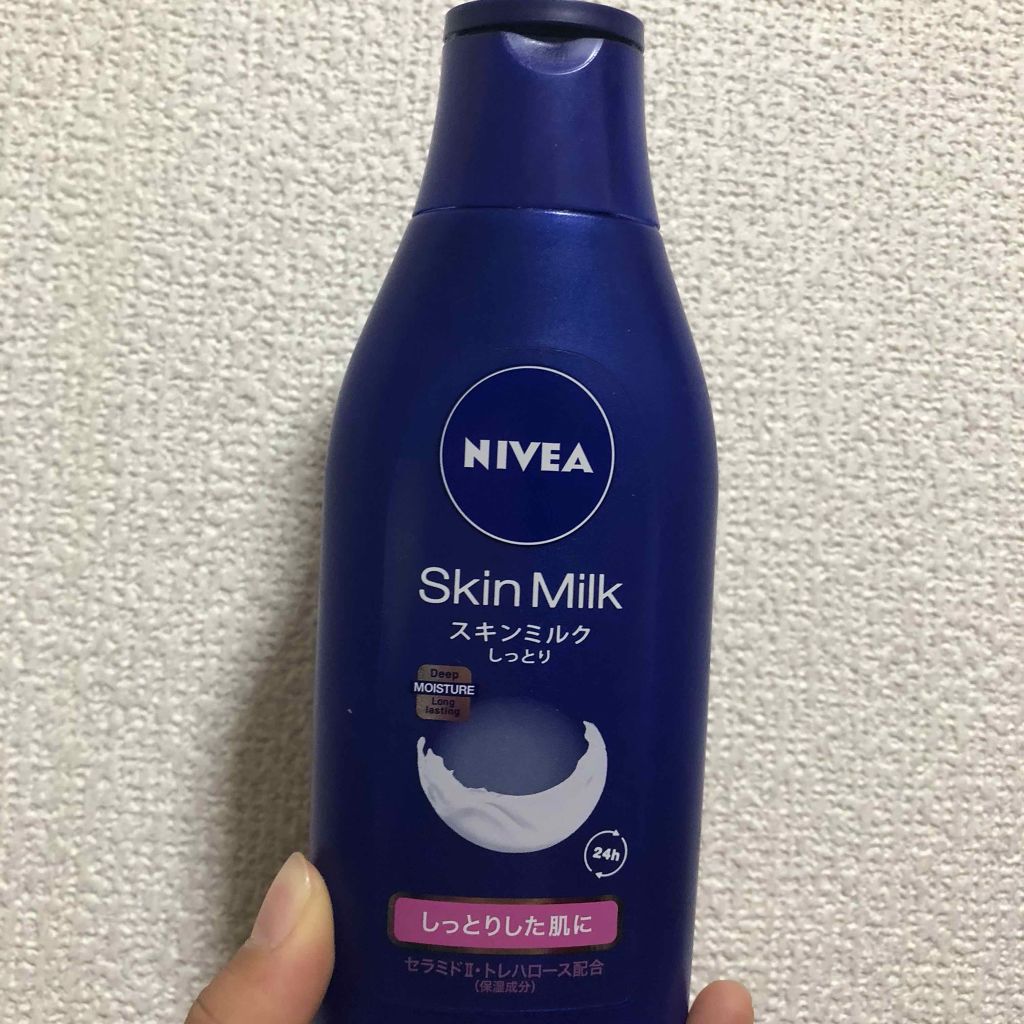 NIVEA
Skin Milk
スキンミルク
しっとり
Deep
MOISTURE
Long
lasting
24h
しっとりした肌に
セラミドⅡ・トレハロース配合
(保湿成分)